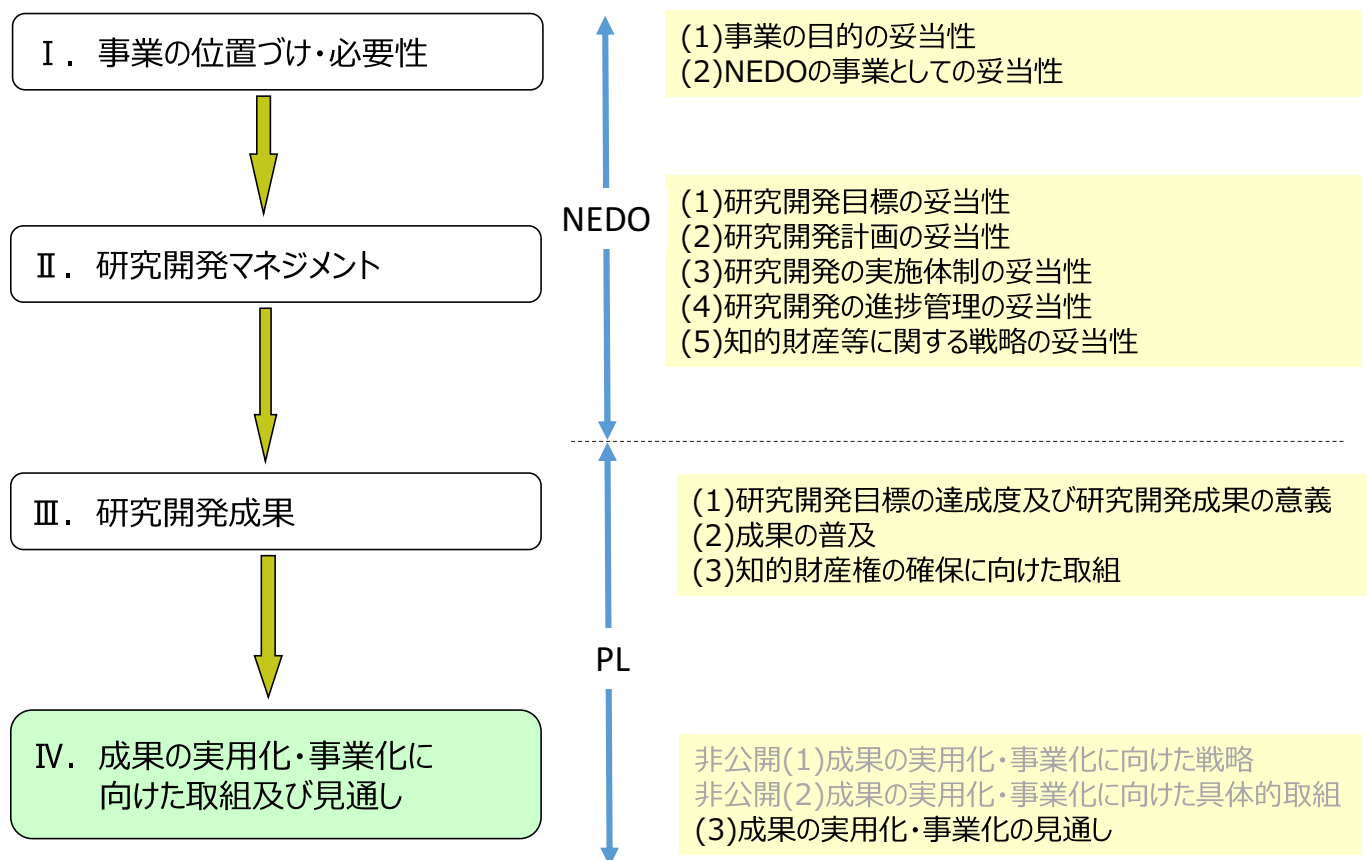 Ⅰ．事業の位置づけ・必要性
(1)事業の目的の妥当性
(2)NEDOの事業としての妥当性
NEDO
Ⅱ．研究開発マネジメント
(1)研究開発目標の妥当性
(2)研究開発計画の妥当性
(3)研究開発の実施体制の妥当性
(4)研究開発の進捗管理の妥当性
(5)知的財産等に関する戦略の妥当性
Ⅲ．研究開発成果
(1)研究開発目標の達成度及び研究開発成果の意義
(2)成果の普及
(3)知的財産権の確保に向けた取組
PL
Ⅳ．成果の実用化・事業化に
向けた取組及び見通し
非公開(1)成果の実用化・事業化に向けた戦略
非公開(2)成果の実用化・事業化に向けた具体的取組
(3)成果の実用化・事業化の見通し